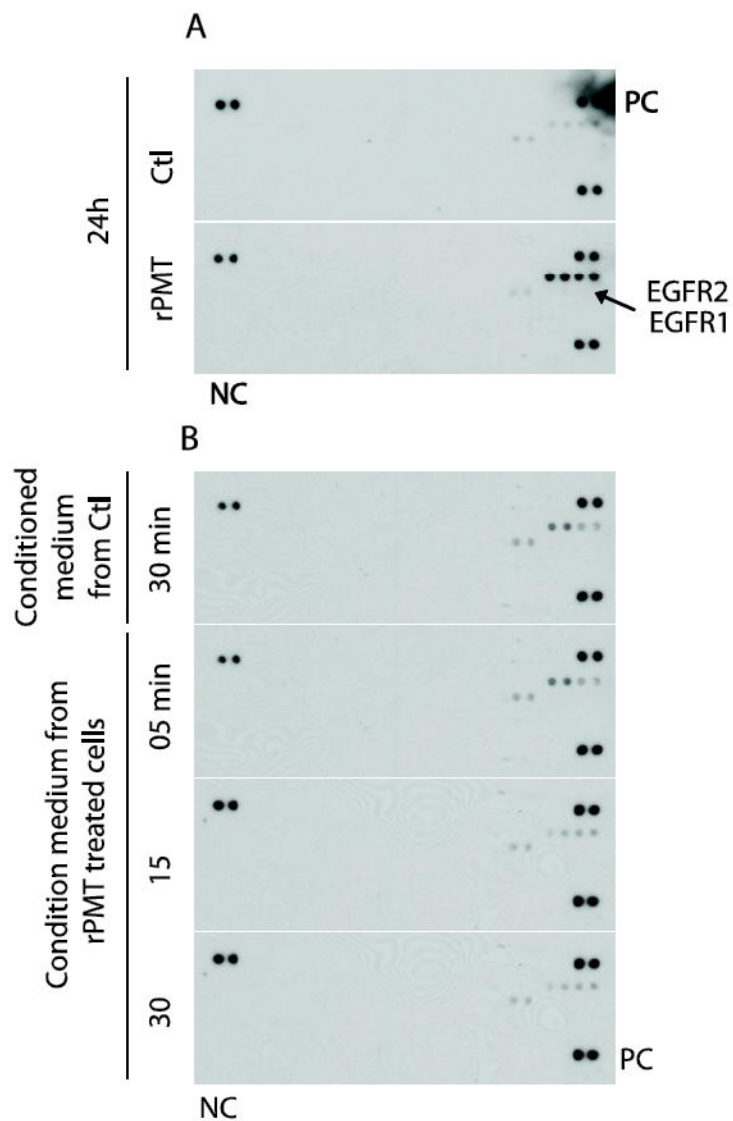 A
PC
Ctl
24h
rPMT
EGFR2
EGFR1
NC
B
Conditioned
medium
from Ctl
30 min
Condition medium from
rPMT treated cells
05 min
15
30
PC
NC